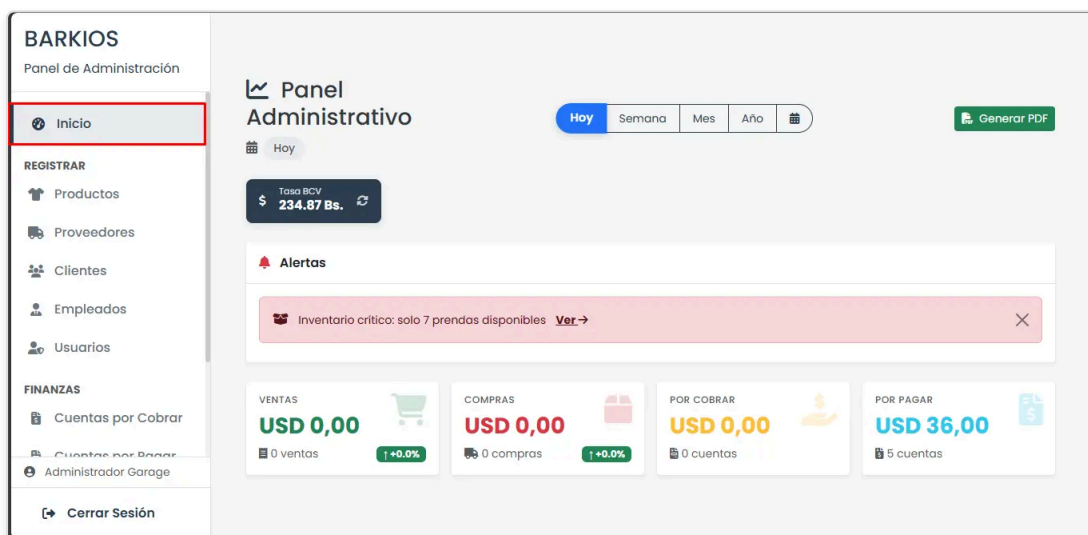 BARKIOS
Panel de Administración
Inicio
REGISTRAR
Productos
Proveedores
Clientes
Empleados
Usuarios
FINANZAS
Cuentas por Cobrar
Cuentas por Pagar
Administrador Garage
Cerrar Sesión
Panel
Administrativo
Hoy
Hoy Semana Mes Año
Generar PDF
$ Tasa BCV
234.87 Bs.
Alertas
Inventario crítico: solo 7 prendas disponibles Ver→
VENTAS
USD 0,00
0 ventas ↑+0.0%
COMPRAS
USD 0,00
0 compras ↑+0.0%
POR COBRAR
USD 0,00
0 cuentas
POR PAGAR
USD 36,00
5 cuentas